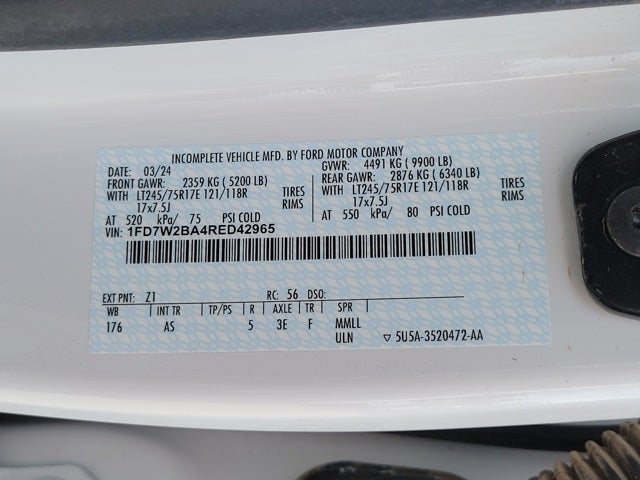 INCOMPLETE VEHICLE MFD. BY FORD MOTOR COMPANY
DATE: 03/24 GVWR: 4491 KG ( 9900 LB)
FRONT GAWR: 2359 KG ( 5200 LB) REAR GAWR: 2876 KG ( 6340 LB)
WITH LT245/75R17E 121/118R TIRES WITH LT245/75R17E 121/118R TIRES
17x7.5J RIMS 17x7.5J RIMS
AT 520 kPa/ 75 PSI COLD AT 550 kPa/ 80 PSI COLD
VIN: 1FD7W2BA4RED42965
EXT PNT: Z1 RC: 56 DSO:
WB INT TR TP/PS R AXLE TR SPR
176 AS 5 3E F MMLL
ULN ▽ 5U5A-3520472-AA